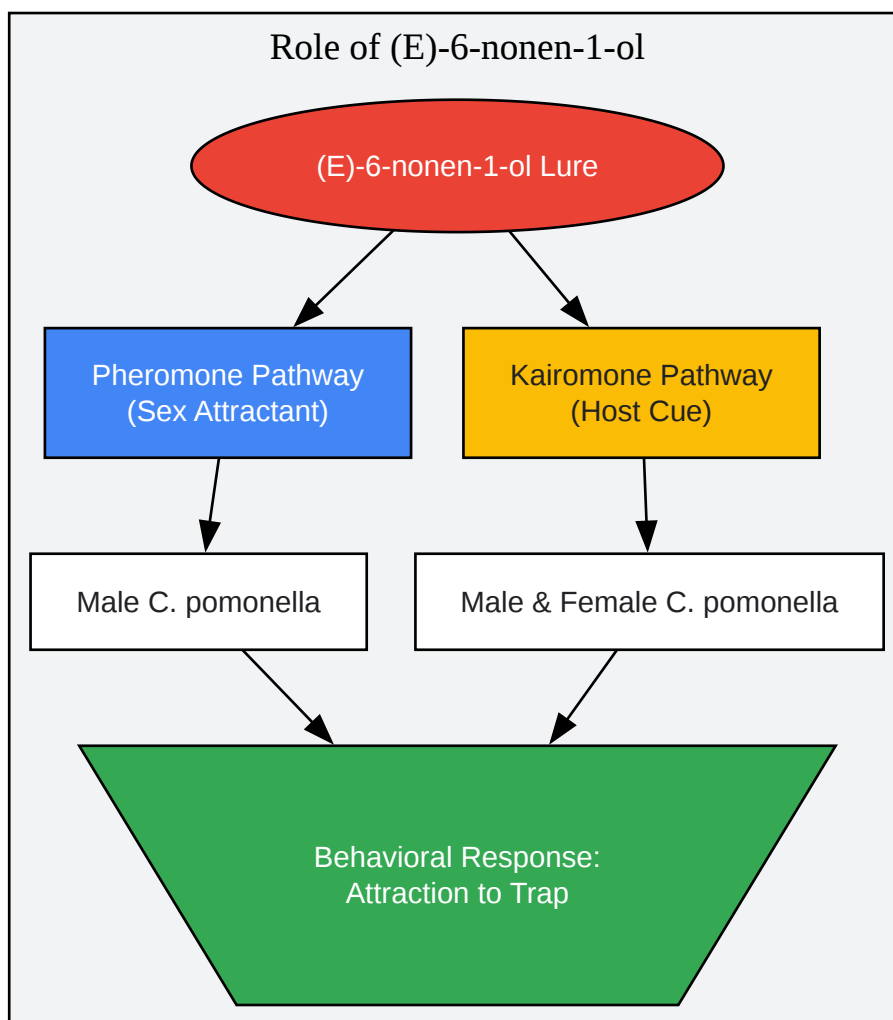 Role of (E)-6-nonen-1-ol
(E)-6-nonen-1-ol Lure
Pheromone Pathway
(Sex Attractant)
Kairomone Pathway
(Host Cue)
Male C. pomonella
Male & Female C. pomonella
Behavioral Response:
Attraction to Trap